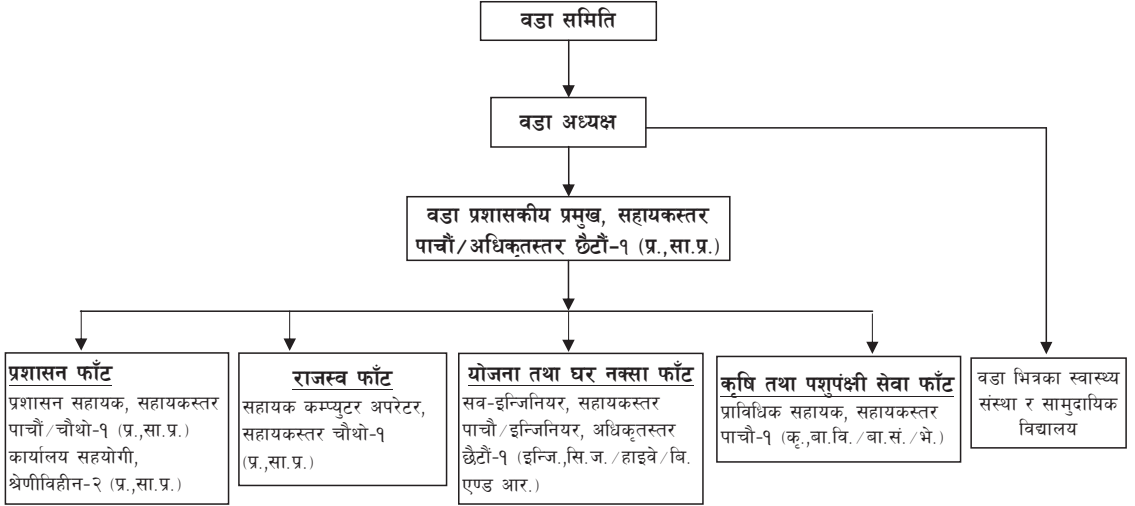 वडा समिति
वडा अध्यक्ष
वडा प्रशासकीय प्रमुख, सहायकस्तर
पाचौं/अधिकृतस्तर छैटौं-१ (प्र.,सा.प्र.)
प्रशासन फाँट
प्रशासन सहायक, सहायकस्तर
पाचौं/चौथो-१ (प्र.,सा.प्र.)
कार्यालय सहयोगी,
श्रेणीविहीन-२ (प्र.,सा.प्र.)
राजस्व फाँट
सहायक कम्प्युटर अपरेटर,
सहायकस्तर चौथो-१
(प्र.,सा.प्र.)
योजना तथा घर नक्सा फाँट
सव-इन्जिनियर, सहायकस्तर
पाचौ/इन्जिनियर, अधिकृतस्तर
छैटौं-१ (इन्जि.,सि.ज./हाइवे/बि.
एण्ड आर.)
कृषि तथा पशुपंक्षी सेवा फाँट
प्राविधिक सहायक, सहायकस्तर
पाचौ-१ (कृ.,बा.वि./बा.सं./भे.)
वडा भित्रका स्वास्थ्य
संस्था र सामुदायिक
विद्यालय